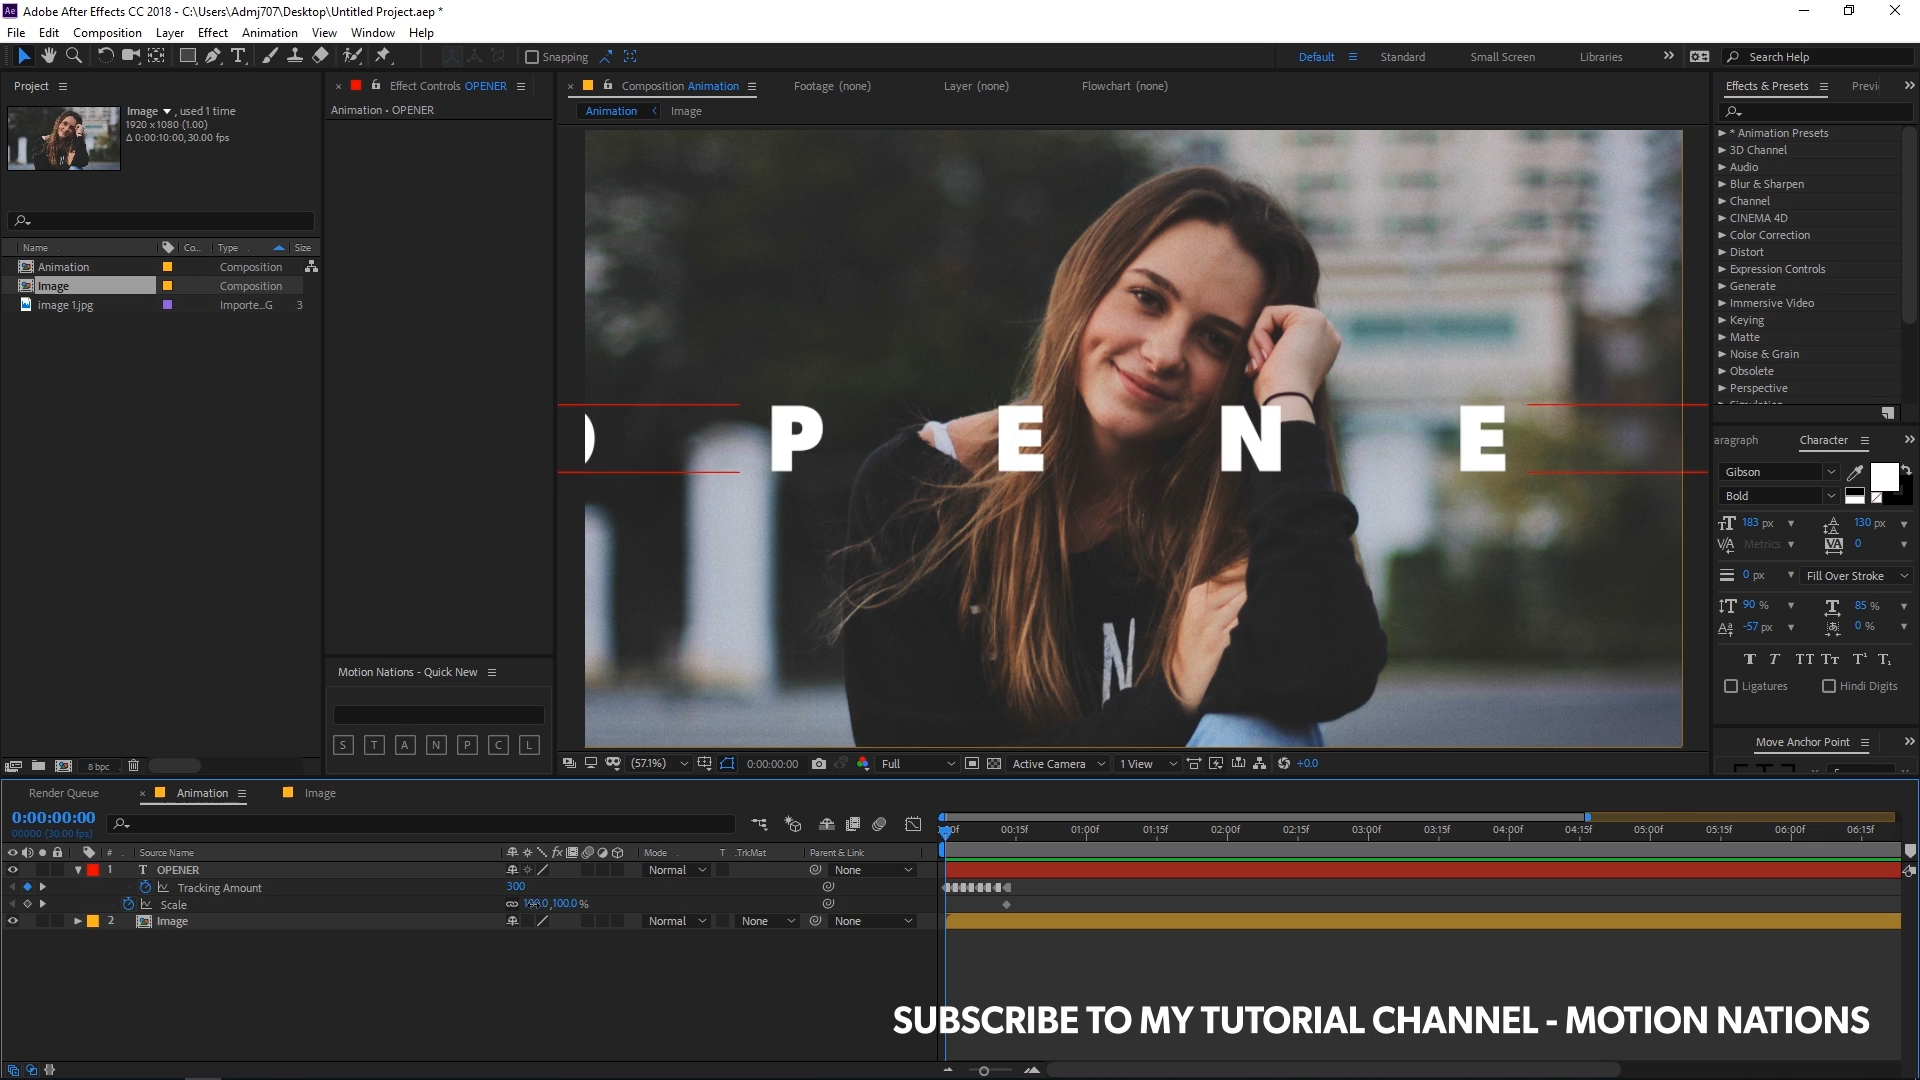 Adobe After Effects CC 2018 - C:\Users\Admj707\Desktop\Untitled Project.aep *
File Edit Composition Layer Effect Animation View Window Help
Snapping
Default Standard Small Screen Libraries Search Help
Project
Image , used 1 time
1920 x 1080 (1.00)
Δ 0:00:10:00, 30.00 fps
Name Co... Type Size
Animation Composition
Image Composition
image 1.jpg Importe...G 3
8 bpc
Effect Controls OPENER
Animation • OPENER
Motion Nations - Quick New
S T A N P C L
Composition Animation Footage (none) Layer (none) Flowchart (none)
Animation Image
P E N E
N
(57.1%) 0:00:00:00 Full Active Camera 1 View +0.0
Effects & Presets Previ
* Animation Presets
3D Channel
Audio
Blur & Sharpen
Channel
CINEMA 4D
Color Correction
Distort
Expression Controls
Generate
Immersive Video
Keying
Matte
Noise & Grain
Obsolete
Perspective
aragraph Character
Gibson
Bold
183 px 130 px
Metrics 0
0 px Fill Over Stroke
90 % 85 %
-57 px 0 %
T T TT Tt T¹ T₁
Ligatures Hindi Digits
Move Anchor Point
Render Queue Animation Image
0:00:00:00
00000 (30.00 fps)
00:15f 01:00f 01:15f 02:00f 02:15f 03:00f 03:15f 04:00f 04:15f 05:00f 05:15f 06:00f 06:15f
# Source Name fx Mode T .TrkMat Parent & Link
1 T OPENER Normal None
Tracking Amount 300
Scale ,100.0 %
2 Image Normal None None
SUBSCRIBE TO MY TUTORIAL CHANNEL - MOTION NATIONS